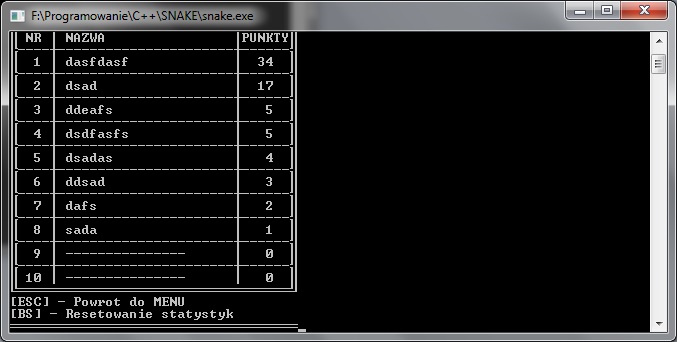 F:\Programowanie\C++\SNAKE\snake.exe
NR NAZWA PUNKTY
1 dasfdasf 34
2 dsad 17
3 ddeafs 5
4 dsdfasfs 5
5 dsadas 4
6 ddsad 3
7 dafs 2
8 sada 1
9 --------------- 0
10 --------------- 0
[ESC] - Powrot do MENU
[BS] - Resetowanie statystyk